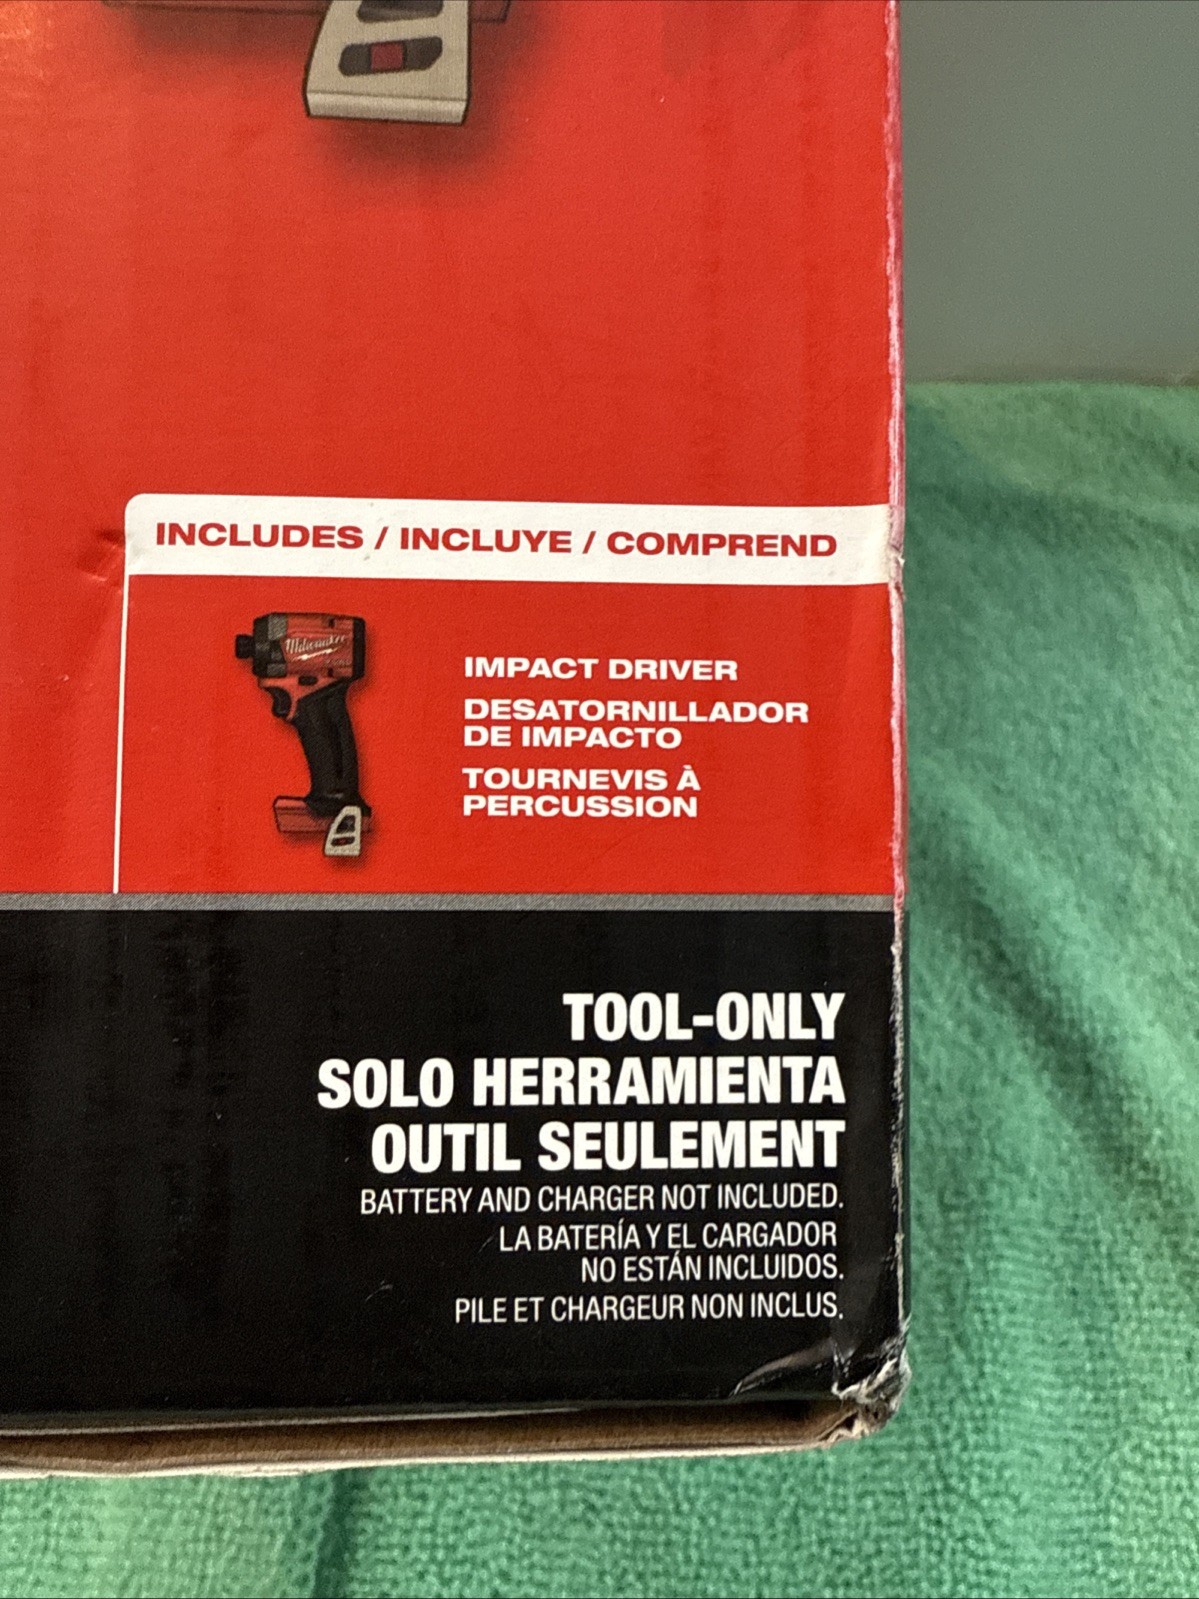 INCLUDES / INCLUYE / COMPREND
Milwaukee
IMPACT DRIVER
DESATORNILLADOR
DE IMPACTO
TOURNEVIS À
PERCUSSION
TOOL-ONLY
SOLO HERRAMIENTA
OUTIL SEULEMENT
BATTERY AND CHARGER NOT INCLUDED.
LA BATERÍA Y EL CARGADOR
NO ESTÁN INCLUIDOS.
PILE ET CHARGEUR NON INCLUS.